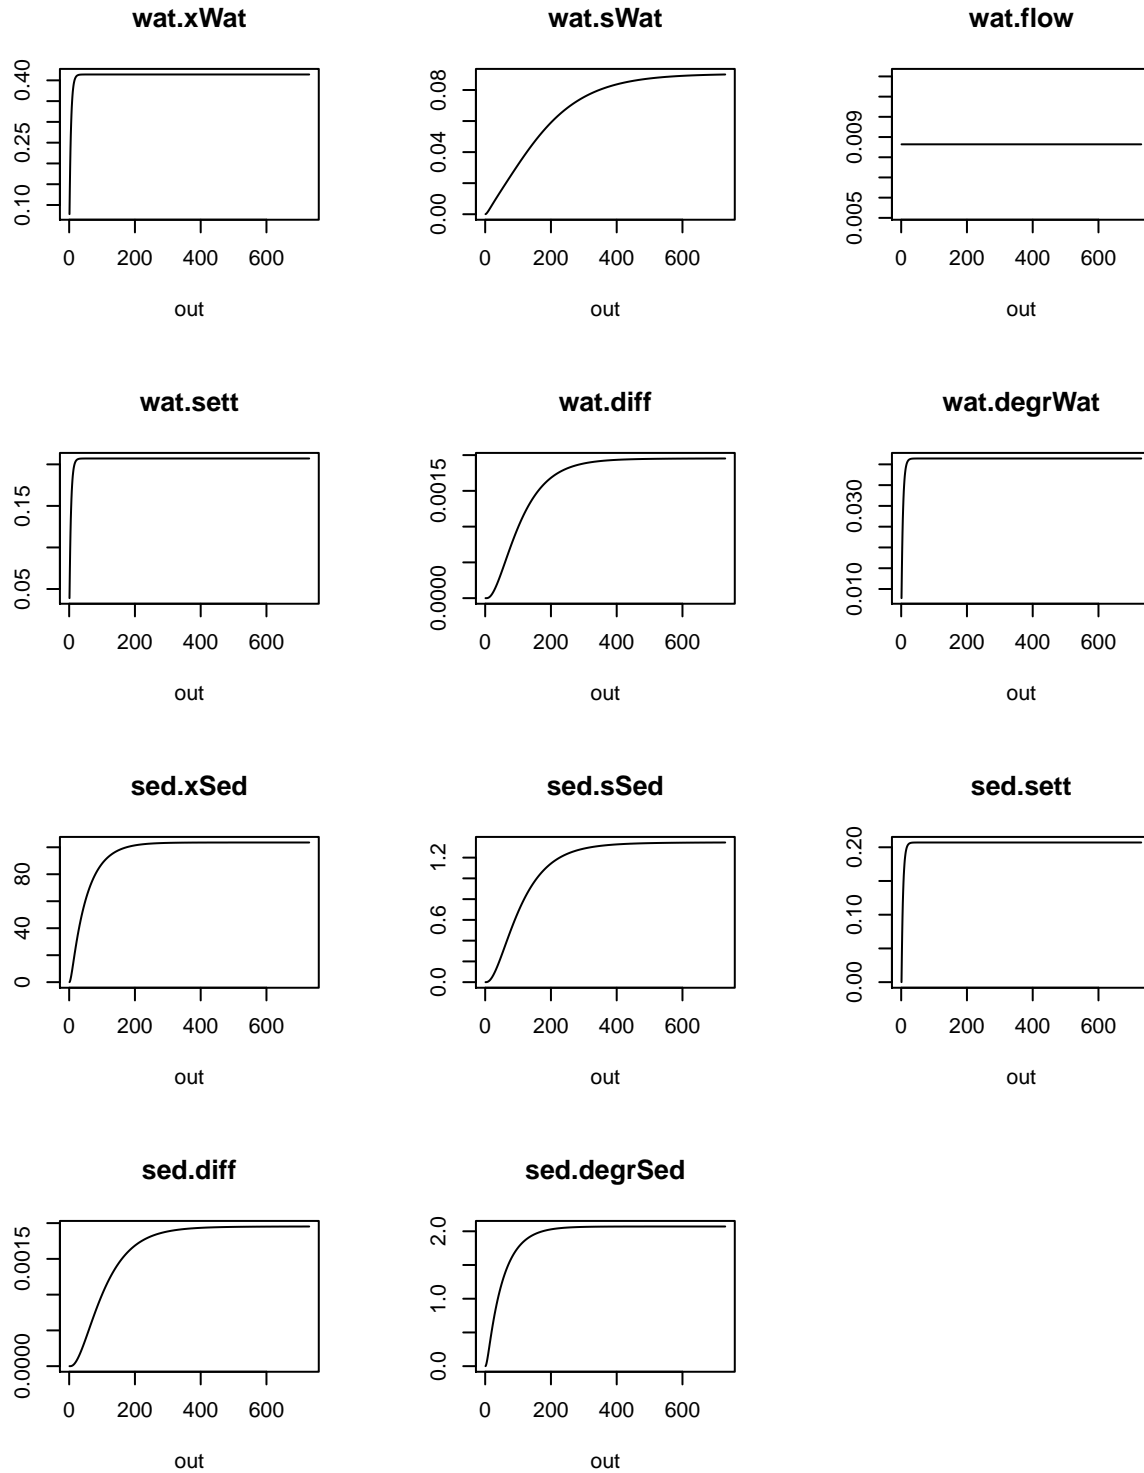 wat.xWat
wat.sWat
wat.flow
0.10 0.25 0.40
0 200 400 600
out
0.00 0.04 0.08
0 200 400 600
out
0.005 0.009
0 200 400 600
out
wat.sett
wat.diff
wat.degrWat
0.05 0.15
0 200 400 600
out
0.0000 0.0015
0 200 400 600
out
0.010 0.030
0 200 400 600
out
sed.xSed
sed.sSed
sed.sett
0 40 80
0 200 400 600
out
0.0 0.6 1.2
0 200 400 600
out
0.00 0.10 0.20
0 200 400 600
out
sed.diff
sed.degrSed
0.0000 0.0015
0 200 400 600
out
0.0 1.0 2.0
0 200 400 600
out